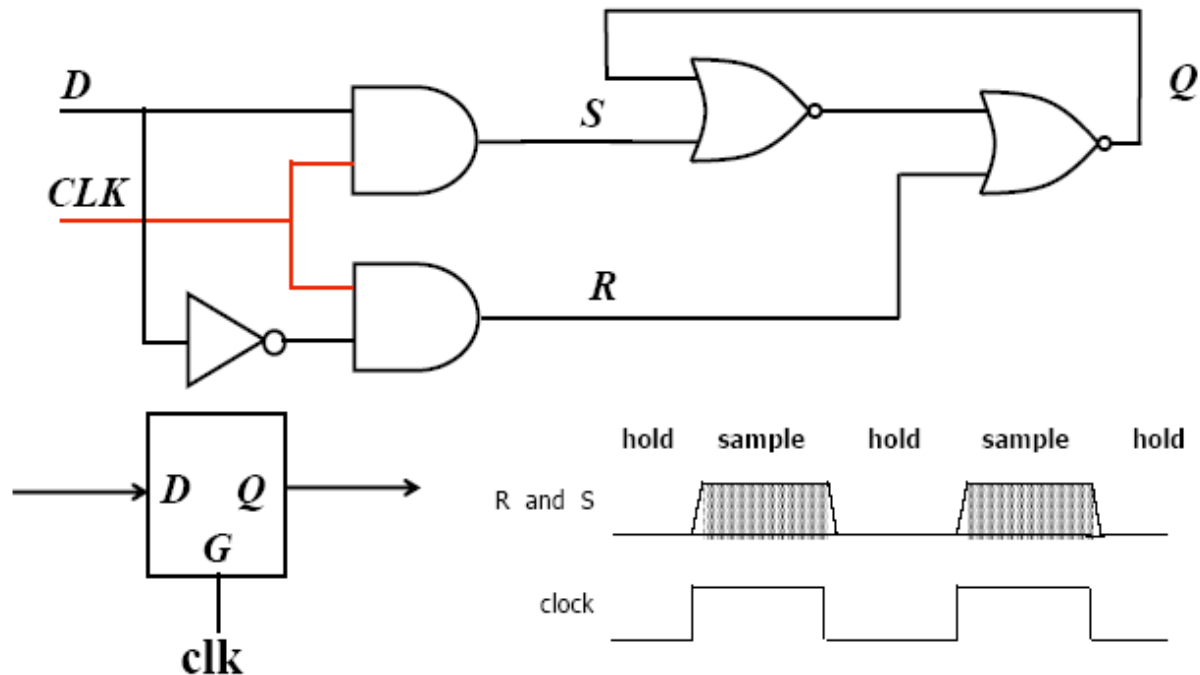 D
S
Q
CLK
R
hold sample hold sample hold
D Q
R and S
G
clock
clk